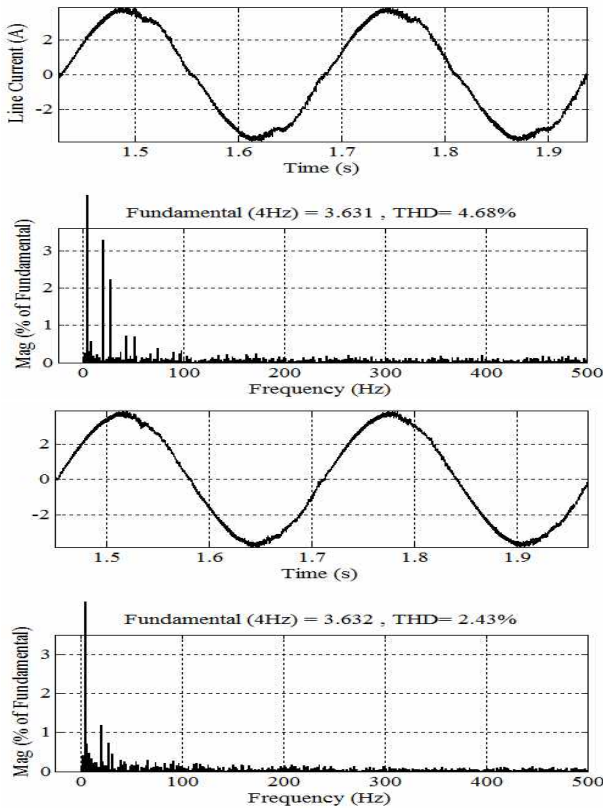 Line Current (A)
2
0
-2
1.5 1.6 1.7 1.8 1.9
Time (s)
Fundamental (4Hz) = 3.631 , THD= 4.68%
Mag (% of Fundamental)
3
2
1
0
0 100 200 300 400 500
Frequency (Hz)
2
0
-2
1.5 1.6 1.7 1.8 1.9
Time (s)
Fundamental (4Hz) = 3.632 , THD= 2.43%
Mag (% of Fundamental)
3
2
1
0
0 100 200 300 400 500
Frequency (Hz)